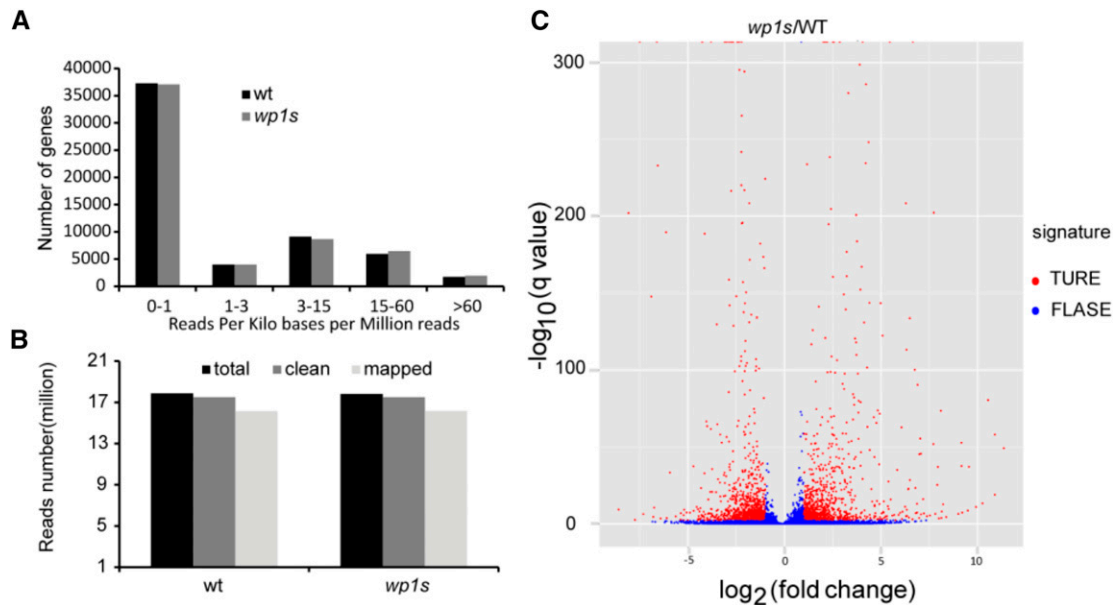 A
40000
35000
30000
25000
20000
15000
10000
5000
0
Number of genes
wt
wp1s
0-1 1-3 3-15 15-60 >60
Reads Per Kilo bases per Million reads
B
21
17
13
9
5
1
Reads number(million)
total clean mapped
wt wp1s
C
wp1s/WT
300
200
100
0
-log10(q value)
-5 0 5 10
log2(fold change)
signature
TURE
FLASE